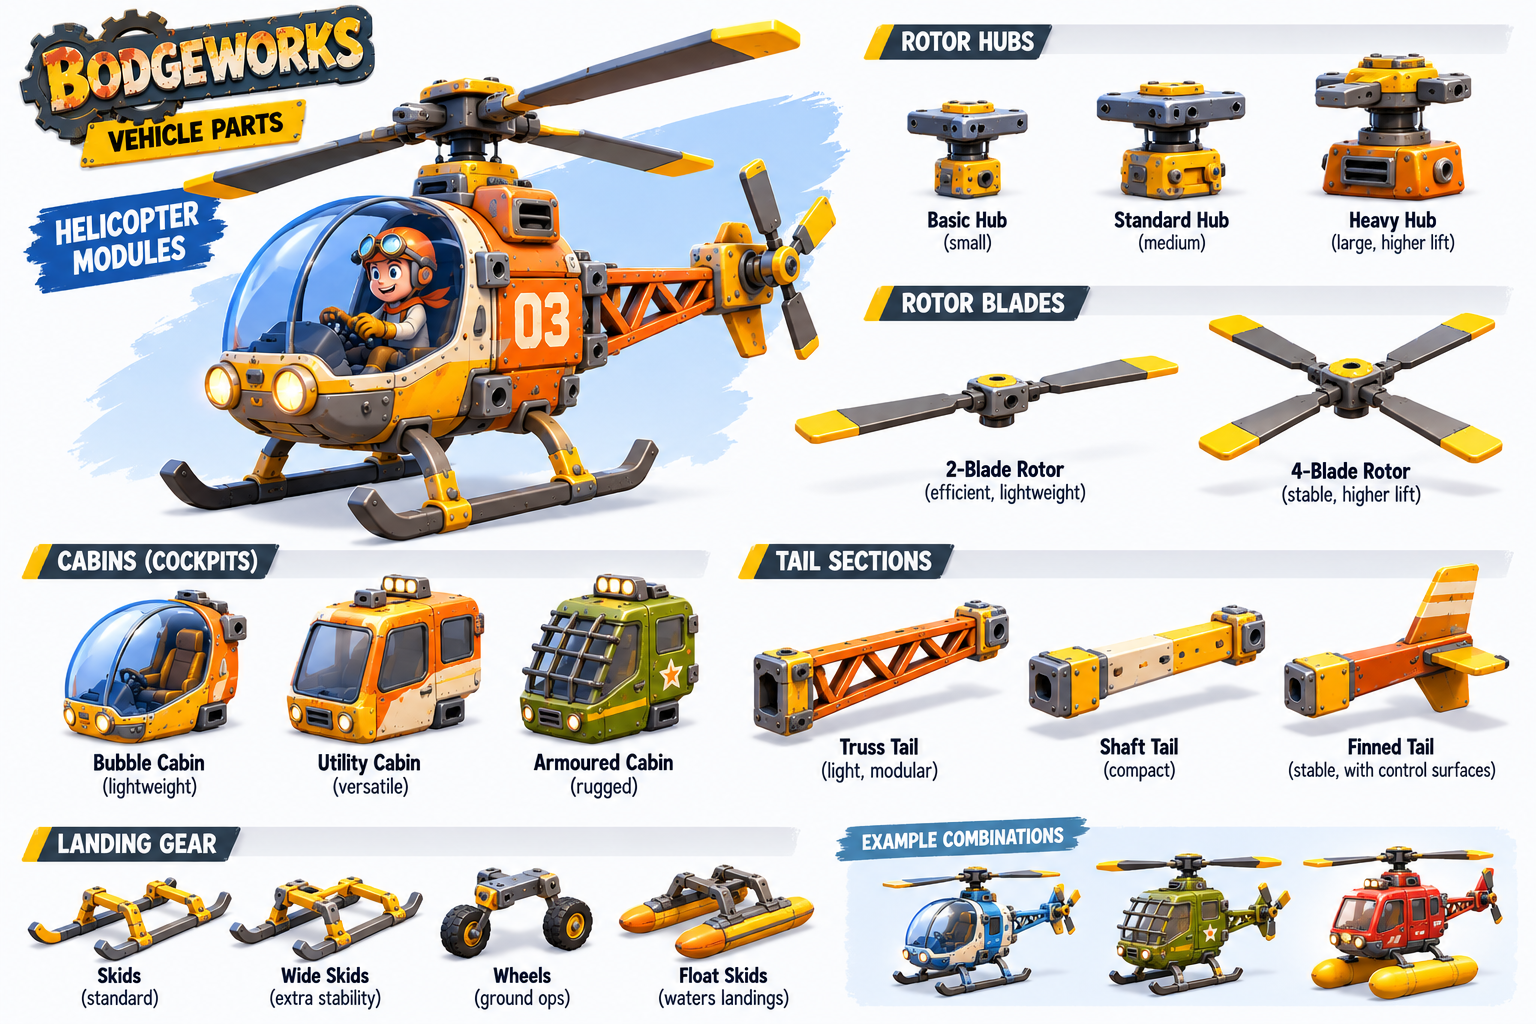 BODGEWORKS
VEHICLE PARTS
HELICOPTER
MODULES
03
ROTOR HUBS
Basic Hub
(small)
Standard Hub
(medium)
Heavy Hub
(large, higher lift)
ROTOR BLADES
2-Blade Rotor
(efficient, lightweight)
4-Blade Rotor
(stable, higher lift)
CABINS (COCKPITS)
Bubble Cabin
(lightweight)
Utility Cabin
(versatile)
Armoured Cabin
(rugged)
TAIL SECTIONS
Truss Tail
(light, modular)
Shaft Tail
(compact)
Finned Tail
(stable, with control surfaces)
LANDING GEAR
Skids
(standard)
Wide Skids
(extra stability)
Wheels
(ground ops)
Float Skids
(waters landings)
EXAMPLE COMBINATIONS